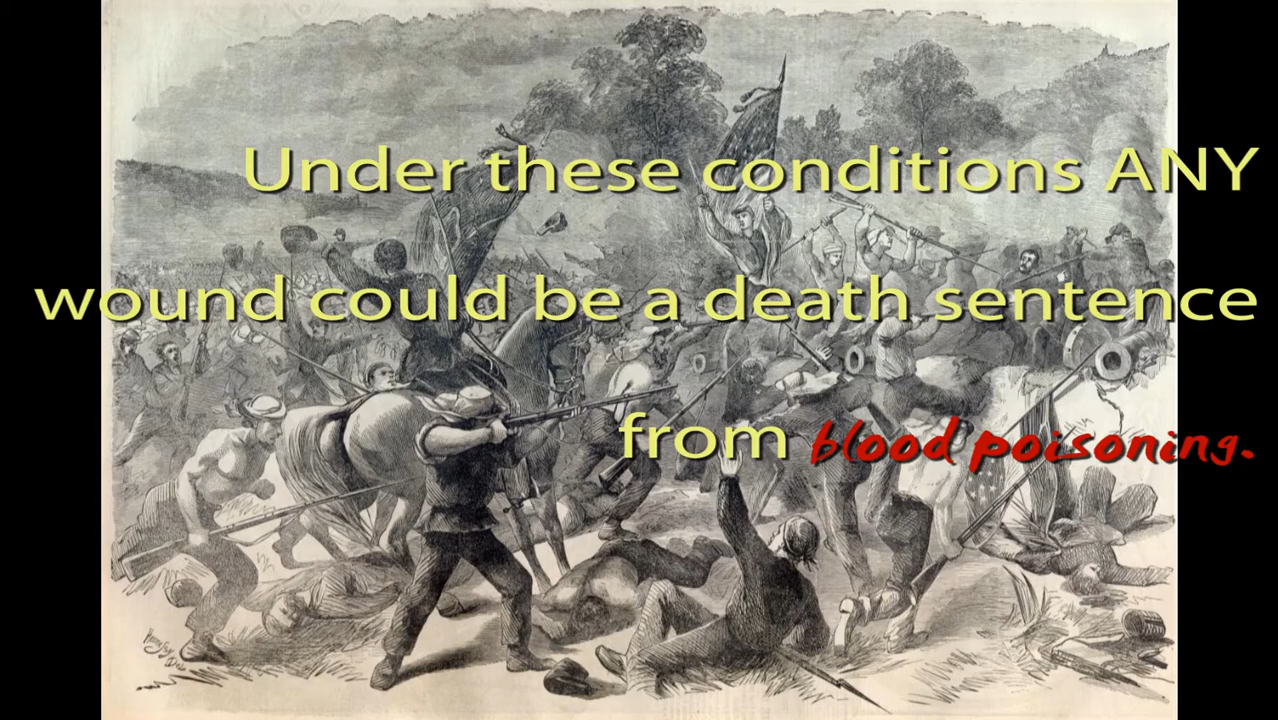 Under these conditions ANY
wound could be a death sentence
from blood poisoning.